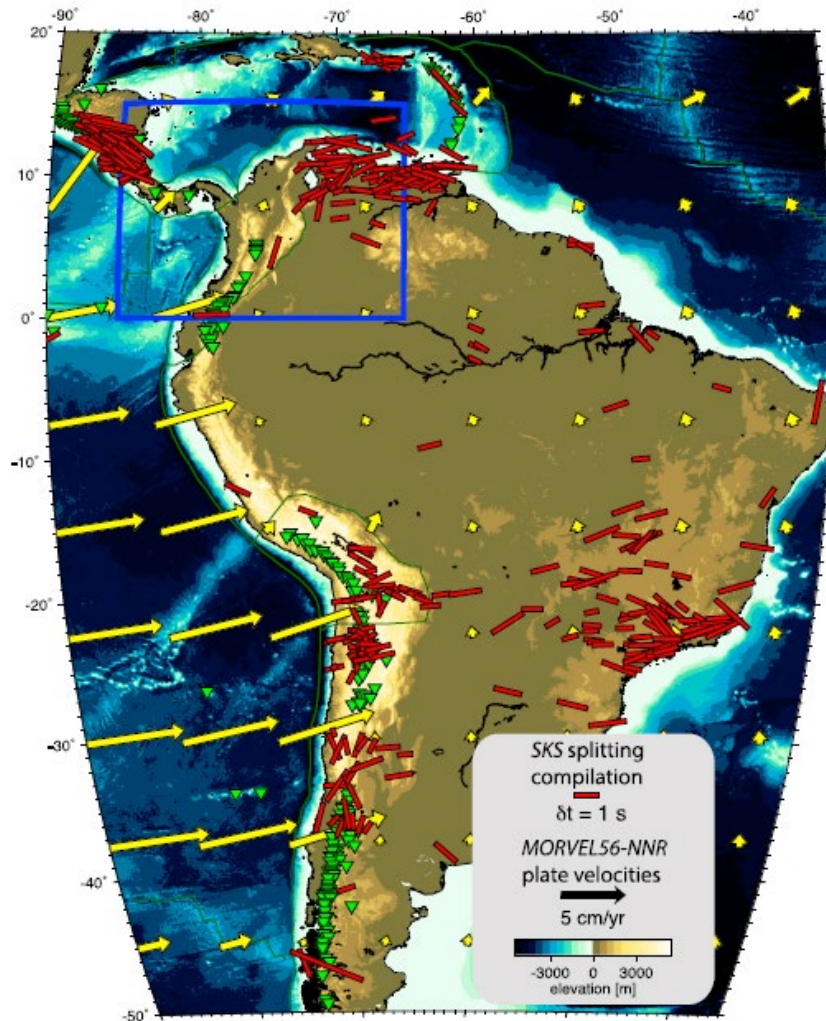 -90° -80° -70° -60° -50° -40°
20°
10°
0°
-10°
-20°
-30°
-40°
-50°
SKS splitting
compilation
δt = 1 s
MORVEL56-NNR
plate velocities
5 cm/yr
-3000 0 3000
elevation [m]